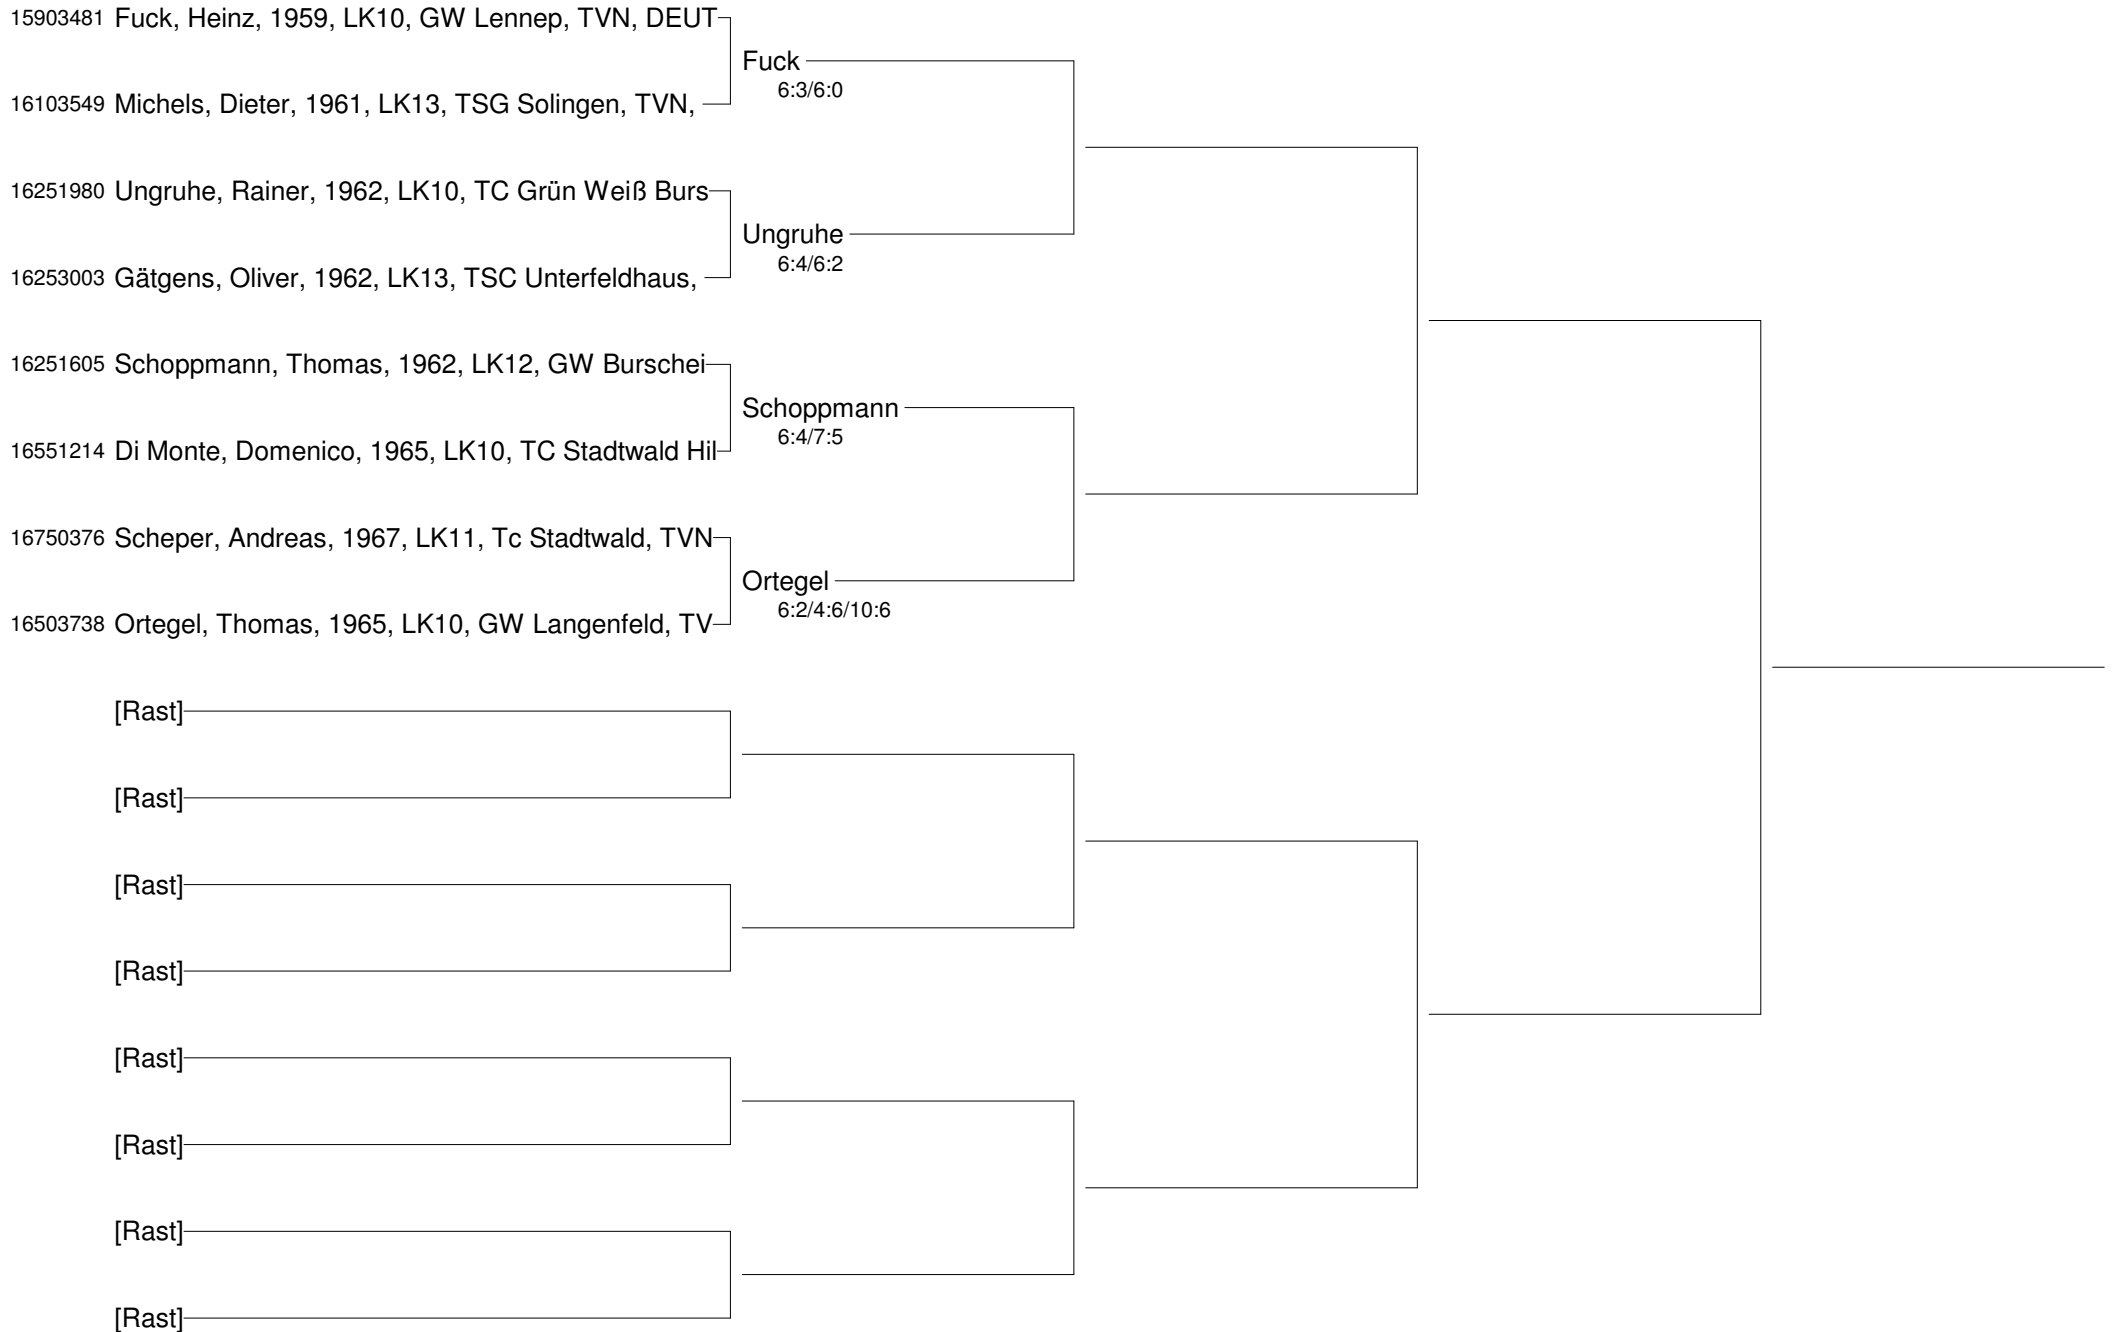 15903481 Fuck, Heinz, 1959, LK10, GW Lennep, TVN, DEUT
Fuck
6:3/6:0
16103549 Michels, Dieter, 1961, LK13, TSG Solingen, TVN,
16251980 Ungruhe, Rainer, 1962, LK10, TC Grün Weiß Burs
Ungruhe
6:4/6:2
16253003 Gätgens, Oliver, 1962, LK13, TSC Unterfeldhaus,
16251605 Schoppmann, Thomas, 1962, LK12, GW Burschei
Schoppmann
6:4/7:5
16551214 Di Monte, Domenico, 1965, LK10, TC Stadtwald Hil
16750376 Scheper, Andreas, 1967, LK11, Tc Stadtwald, TVN
Ortegel
6:2/4:6/10:6
16503738 Ortegel, Thomas, 1965, LK10, GW Langenfeld, TV
[Rast]
[Rast]
[Rast]
[Rast]
[Rast]
[Rast]
[Rast]
[Rast]